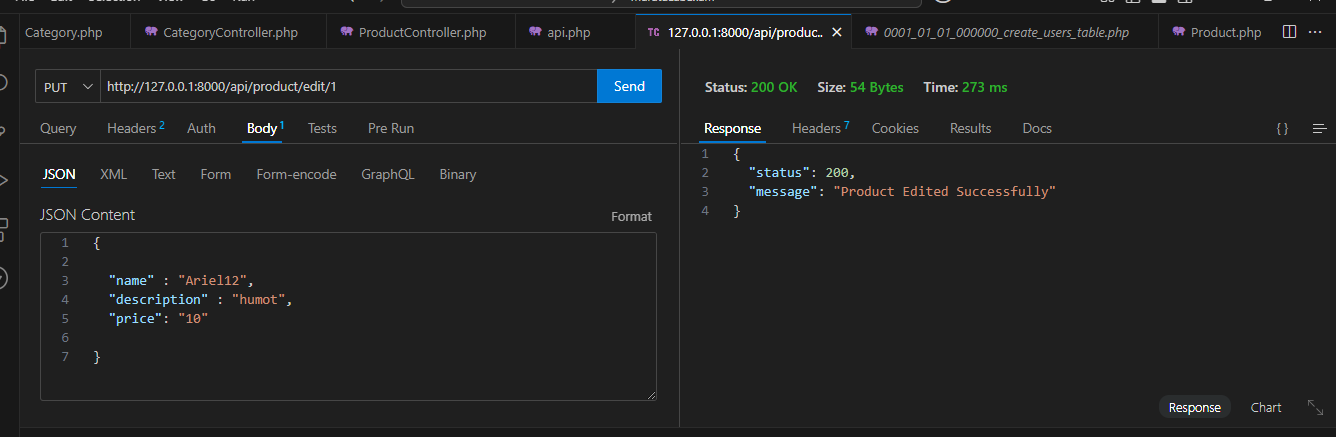 Category.php CategoryController.php ProductController.php api.php TC 127.0.0.1:8000/api/produc.. 0001_01_01_000000_create_users_table.php Product.php
PUT http://127.0.0.1:8000/api/product/edit/1 Send
Query Headers 2 Auth Body 1 Tests Pre Run
JSON XML Text Form Form-encode GraphQL Binary
JSON Content Format
1 {
2
3 "name" : "Ariel12",
4 "description" : "humot",
5 "price": "10"
6
7 }
Status: 200 OK Size: 54 Bytes Time: 273 ms
Response Headers 7 Cookies Results Docs { }
1 {
2 "status": 200,
3 "message": "Product Edited Successfully"
4 }
Response Chart